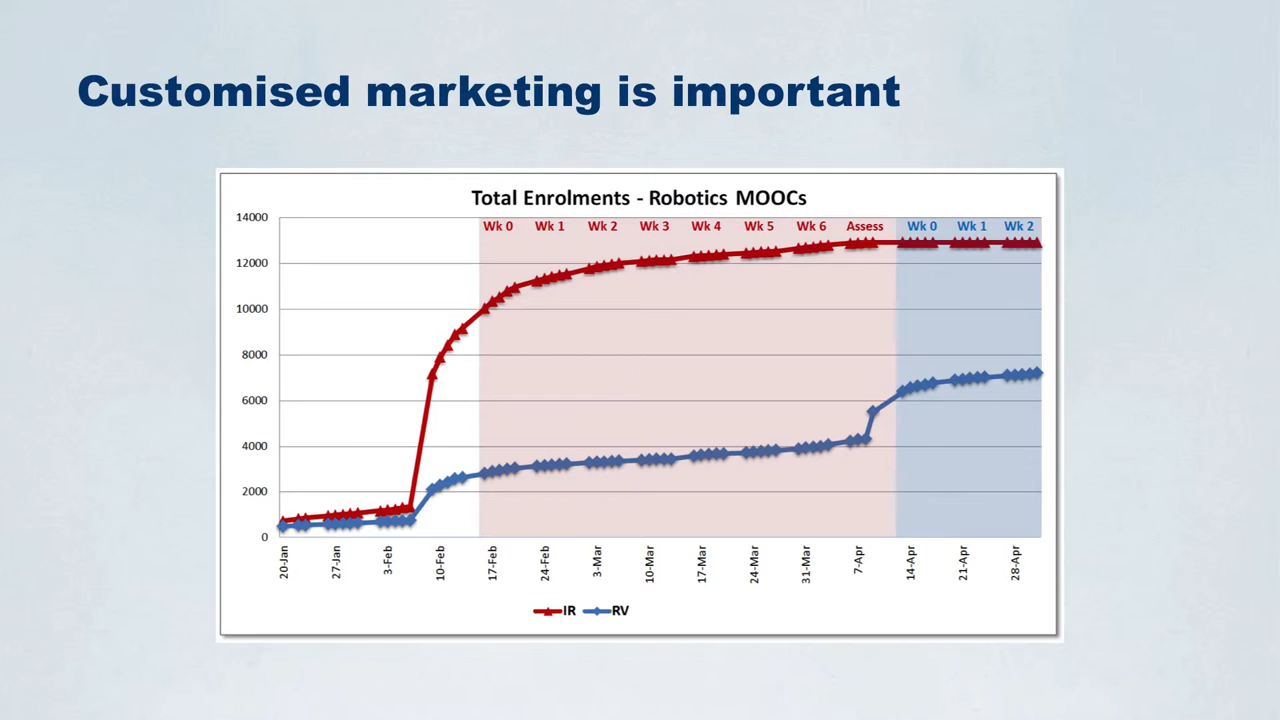 Customised marketing is important
Total Enrolments - Robotics MOOCs
14000
12000
10000
8000
6000
4000
2000
0
Wk 0 Wk 1 Wk 2 Wk 3 Wk 4 Wk 5 Wk 6 Assess Wk 0 Wk 1 Wk 2
20-Jan 27-Jan 3-Feb 10-Feb 17-Feb 24-Feb 3-Mar 10-Mar 17-Mar 24-Mar 31-Mar 7-Apr 14-Apr 21-Apr 28-Apr
IR RV